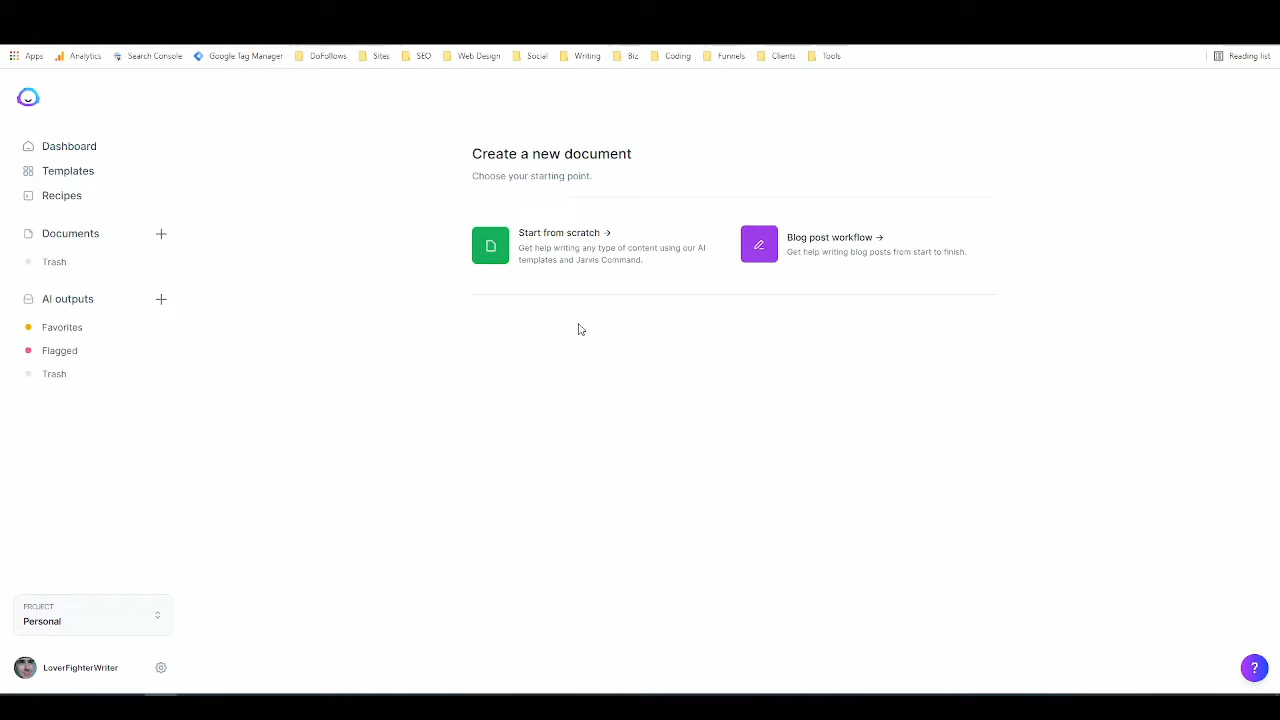 Apps Analytics Search Console Google Tag Manager DoFollows Sites SEO Web Design Social Writing Biz Coding Funnels Clients Tools Reading list
Dashboard
Templates
Recipes
Documents
Trash
AI outputs
Favorites
Flagged
Trash
Create a new document
Choose your starting point.
Start from scratch →
Get help writing any type of content using our AI
templates and Jarvis Command.
Blog post workflow →
Get help writing blog posts from start to finish.
PROJECT
Personal
LoverFighterWriter
?